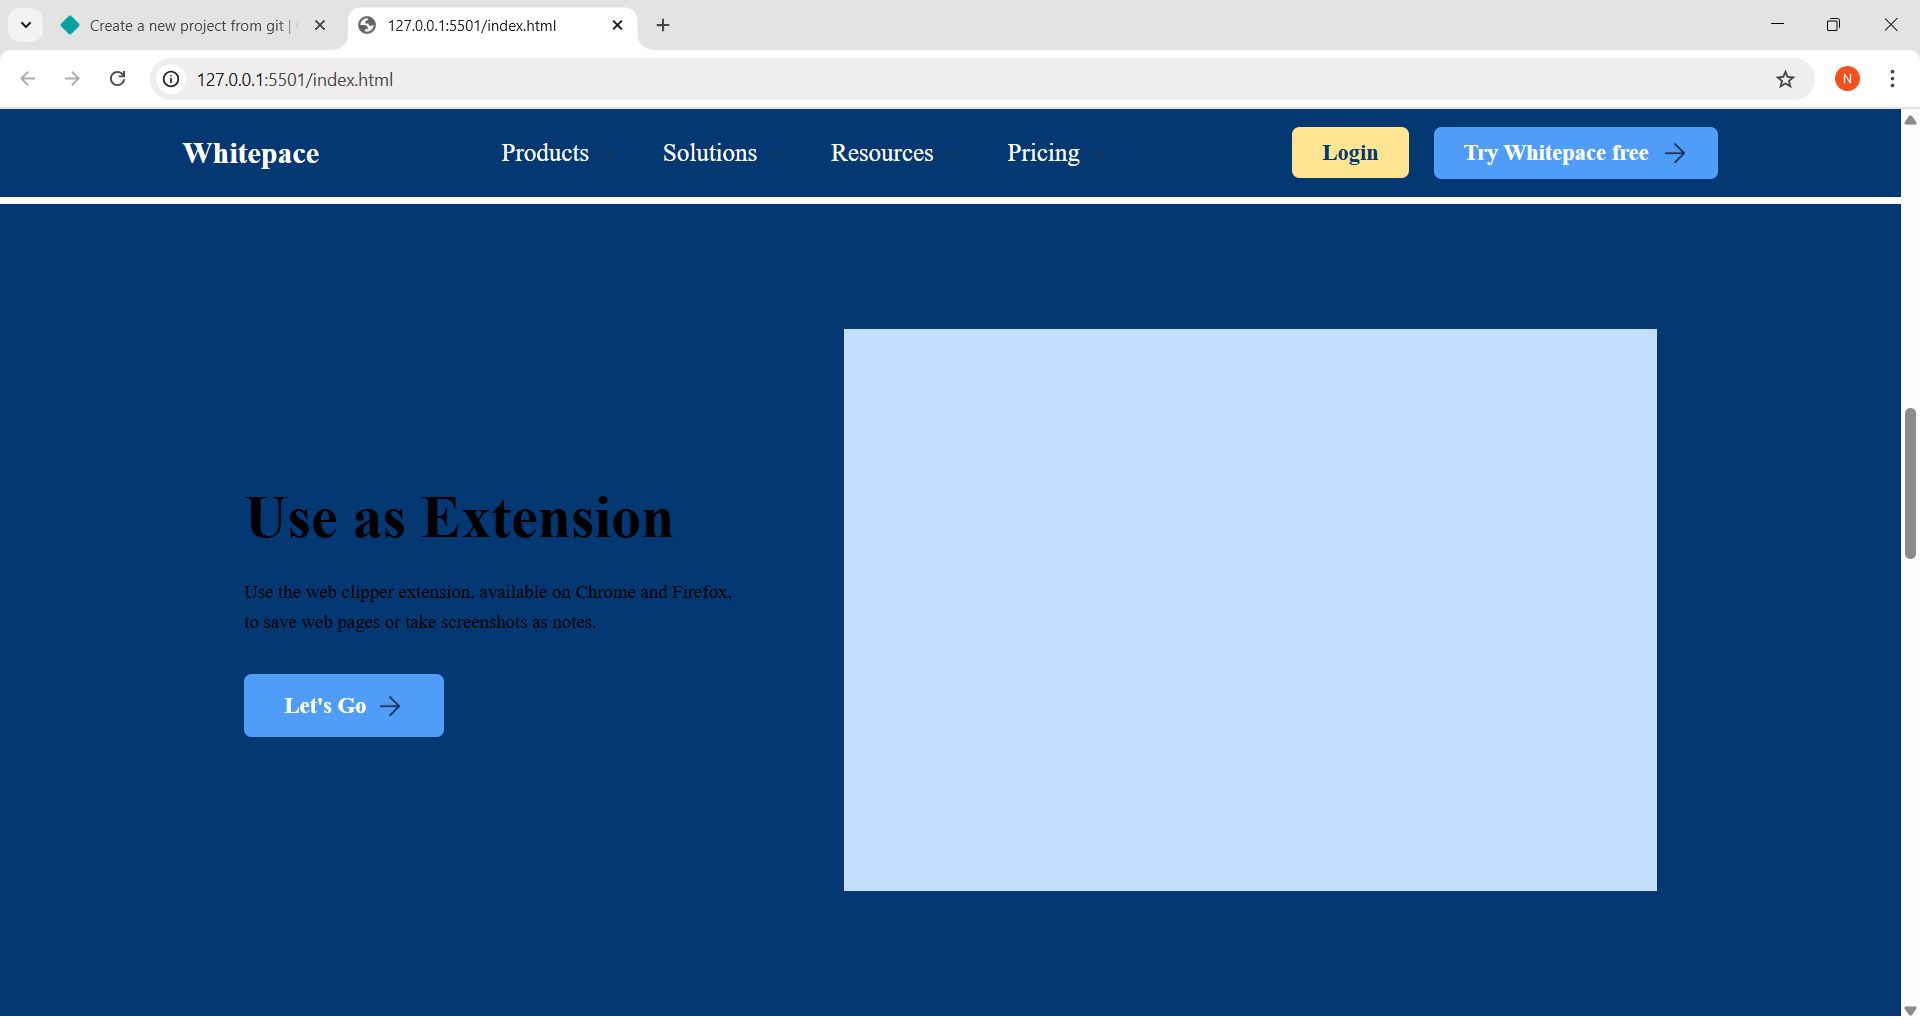 Create a new project from git |
127.0.0.1:5501/index.html
127.0.0.1:5501/index.html
N
Whitepace
Products
Solutions
Resources
Pricing
Login
Try Whitepace free
Use as Extension
Use the web clipper extension, available on Chrome and Firefox,
to save web pages or take screenshots as notes.
Let's Go